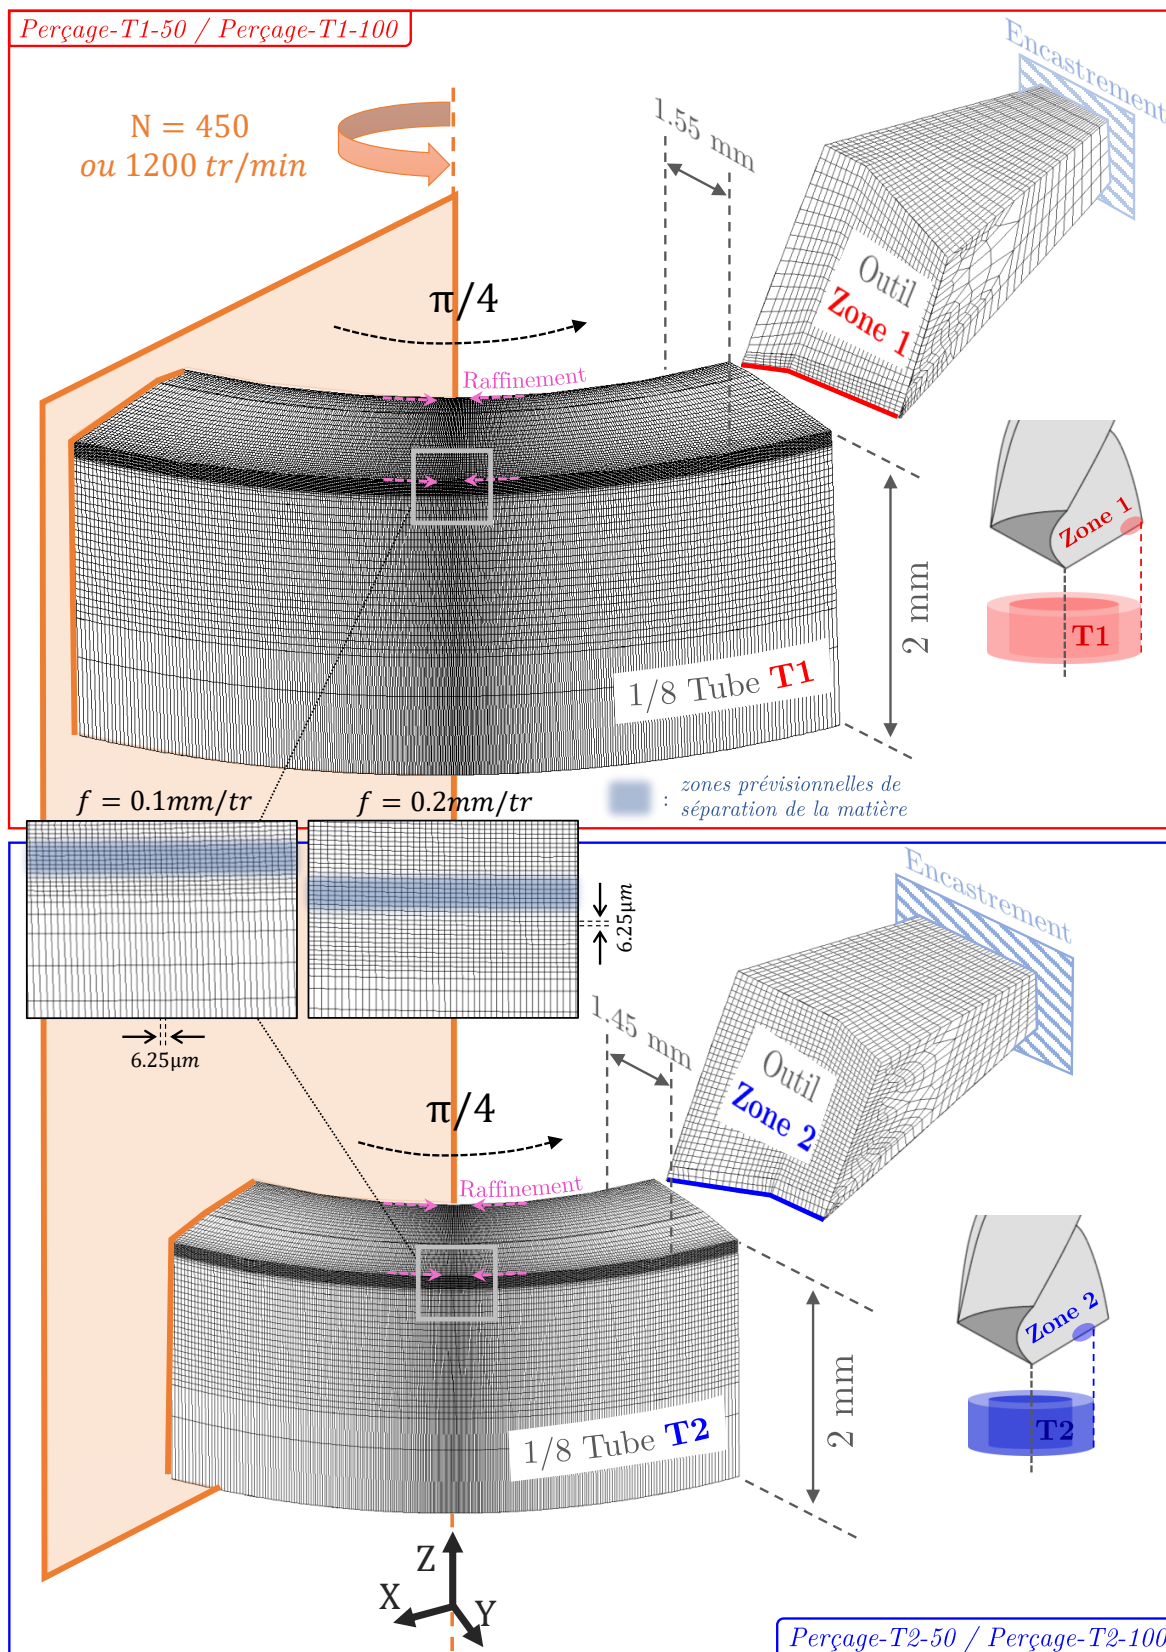 Perçage-T1-50 / Perçage-T1-100
Encastrement
N = 450
ou 1200 tr/min
1.55 mm
π/4
Outil
Zone 1
Raffinement
Zone 1
T1
2 mm
1/8 Tube T1
zones prévisionnelles de
: séparation de la matière
f = 0.1mm/tr
f = 0.2mm/tr
6.25μm
6.25μm
Encastrement
1.45 mm
Outil
Zone 2
π/4
Raffinement
Zone 2
T2
2 mm
1/8 Tube T2
Z
X
Y
Perçage-T2-50 / Perçage-T2-100